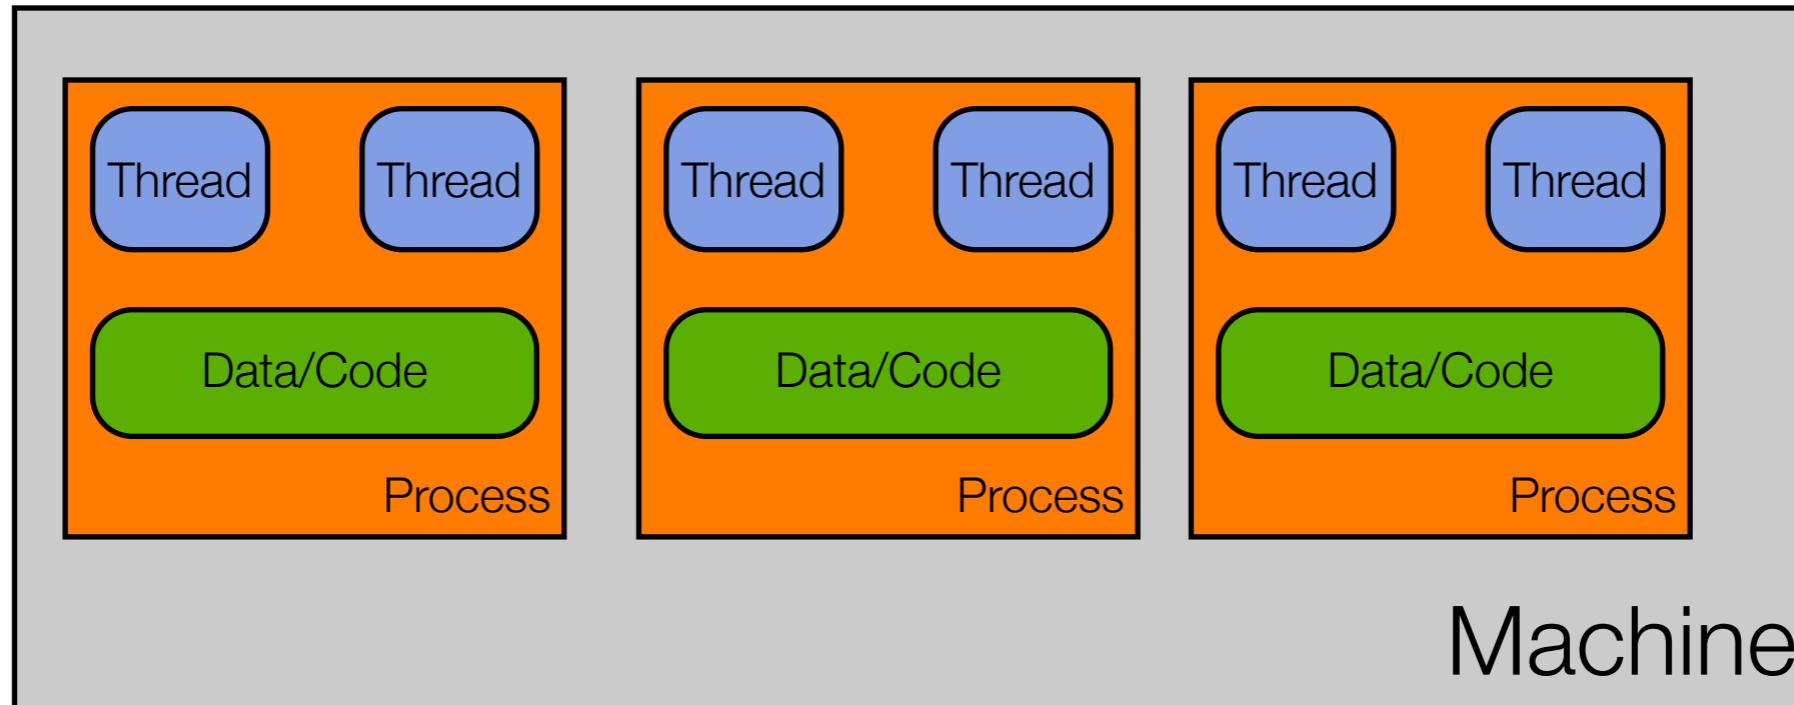 Thread Thread Thread Thread Thread Thread
Data/Code Data/Code Data/Code
Process Process Process
Machine